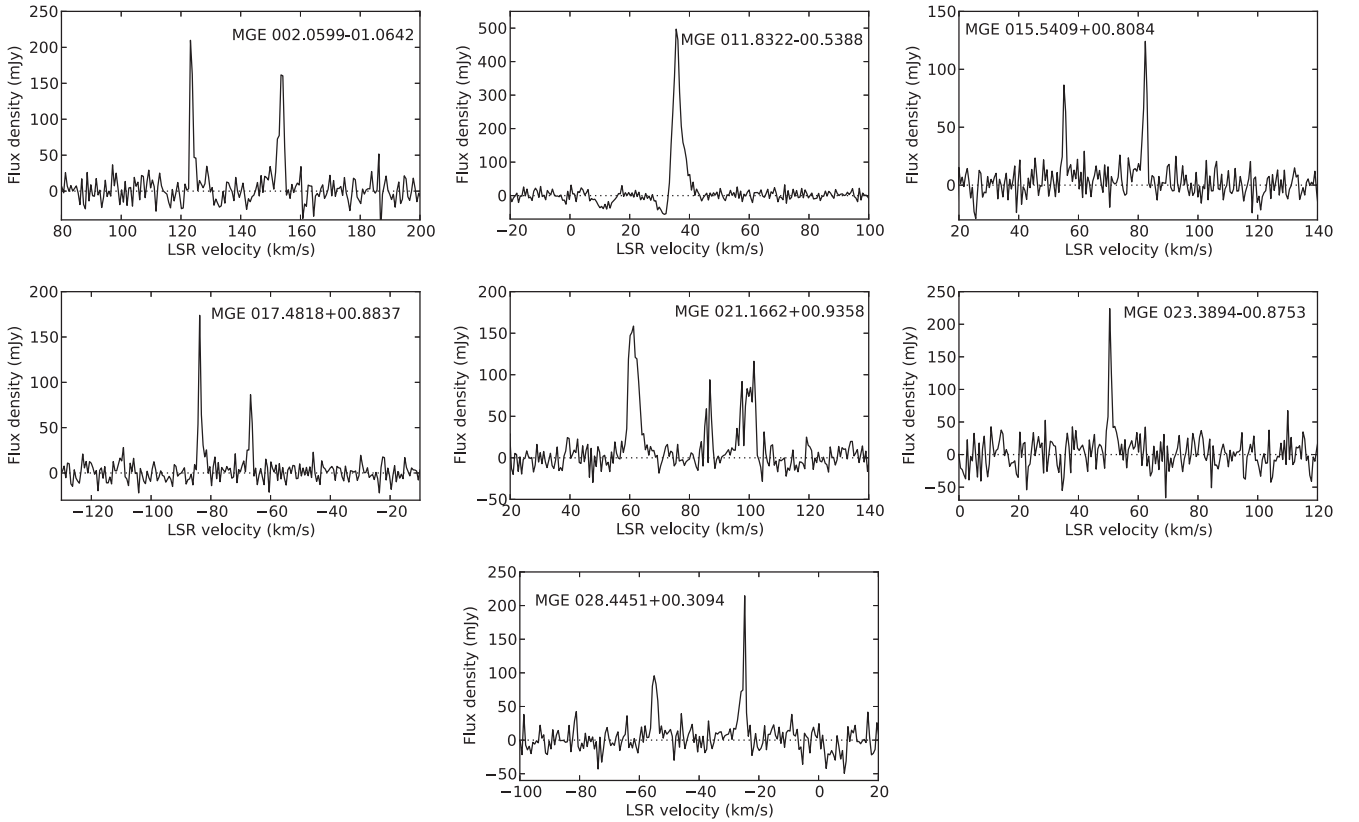 MGE 002.0599-01.0642
Flux density (mJy)
250
200
150
100
50
0
80 100 120 140 160 180 200
LSR velocity (km/s)
MGE 011.8322-00.5388
Flux density (mJy)
500
400
300
200
100
0
−20 0 20 40 60 80 100
LSR velocity (km/s)
MGE 015.5409+00.8084
Flux density (mJy)
150
100
50
0
20 40 60 80 100 120 140
LSR velocity (km/s)
MGE 017.4818+00.8837
Flux density (mJy)
200
150
100
50
0
−120 −100 −80 −60 −40 −20
LSR velocity (km/s)
MGE 021.1662+00.9358
Flux density (mJy)
200
150
100
50
0
−50
20 40 60 80 100 120 140
LSR velocity (km/s)
MGE 023.3894-00.8753
Flux density (mJy)
250
200
150
100
50
0
−50
0 20 40 60 80 100 120
LSR velocity (km/s)
MGE 028.4451+00.3094
Flux density (mJy)
250
200
150
100
50
0
−50
−100 −80 −60 −40 −20 0 20
LSR velocity (km/s)